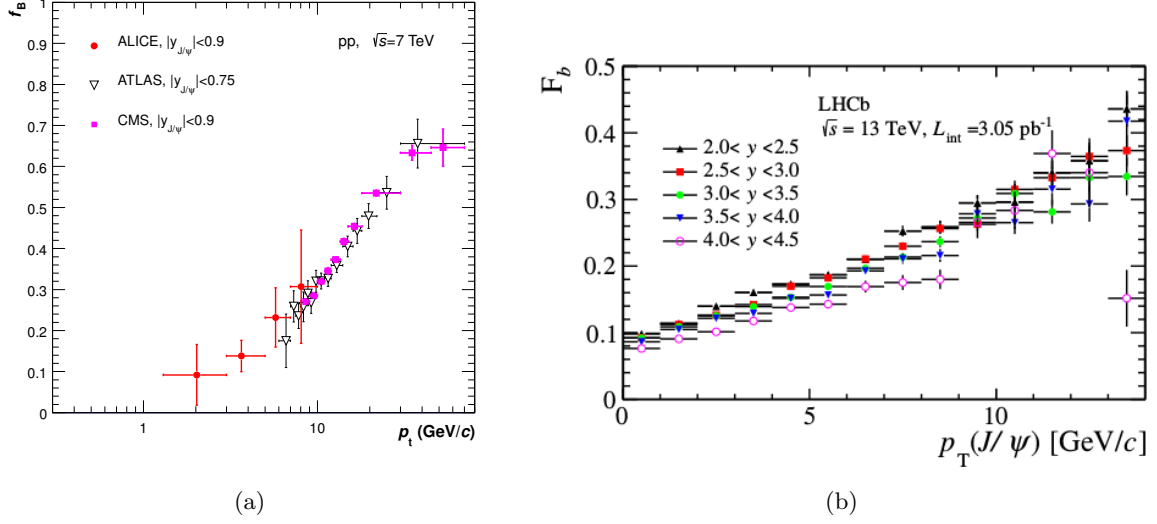 f_B
1
0.9
0.8
0.7
0.6
0.5
0.4
0.3
0.2
0.1
0
ALICE, |y_{J/ψ}|<0.9
ATLAS, |y_{J/ψ}|<0.75
CMS, |y_{J/ψ}|<0.9
pp, √s=7 TeV
1
10
p_t (GeV/c)
(a)
F_b
0.5
0.4
0.3
0.2
0.1
0
LHCb
√s = 13 TeV, L_int =3.05 pb⁻¹
2.0< y <2.5
2.5< y <3.0
3.0< y <3.5
3.5< y <4.0
4.0< y <4.5
0
5
10
p_T(J/ψ) [GeV/c]
(b)